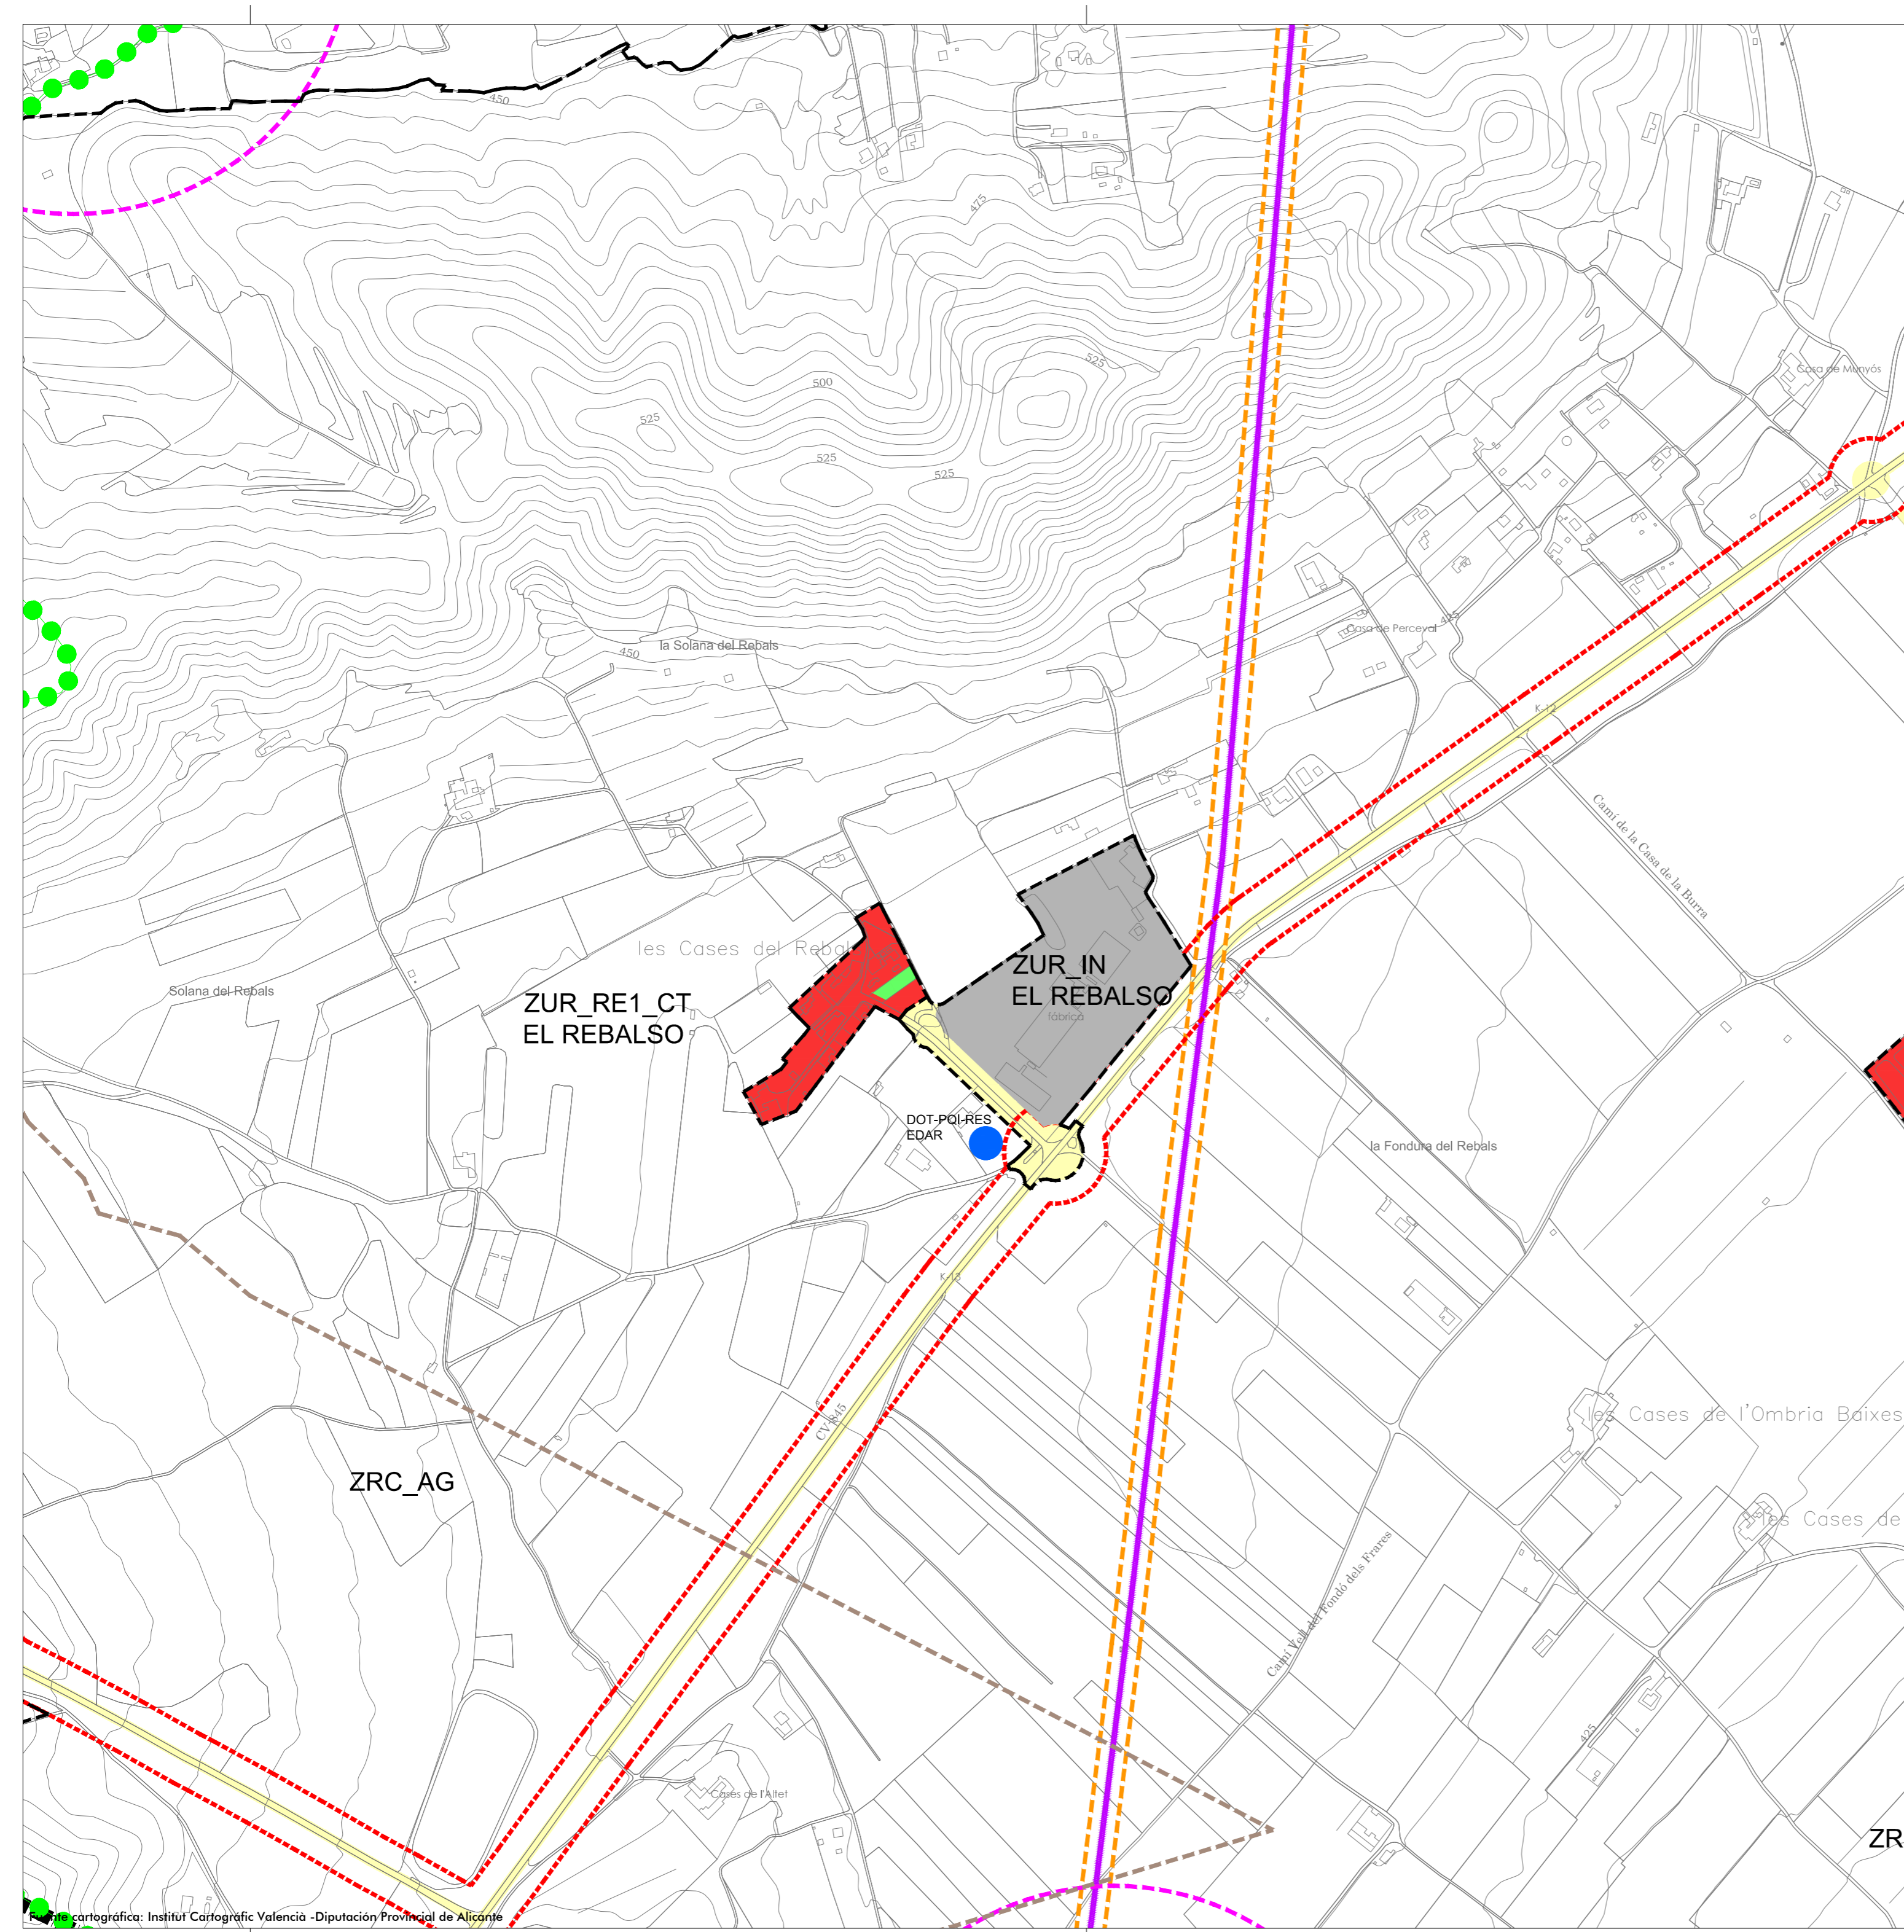 450
475
525
500
Casa de Munyós
525
525
525
Casa de Perceval
425
la Solana del Rebals
450
K-12
Camí de la Casa de la Burra
les Cases del Rebal
ZUR_IN
EL REBALSO
fàbrica
Solana del Rebals
ZUR_RE1_CT
EL REBALSO
DOT-PQI-RES
EDAR
la Fondura del Rebals
K-13
CV-845
les Cases de l'Ombria Baixes
ZRC_AG
les Cases de
Camí Vell del Fondó dels Frares
425
Cases de l'Altet
ZR
Fuente cartográfica: Institut Cartogràfic Valencià -Diputación Provincial de Alicante